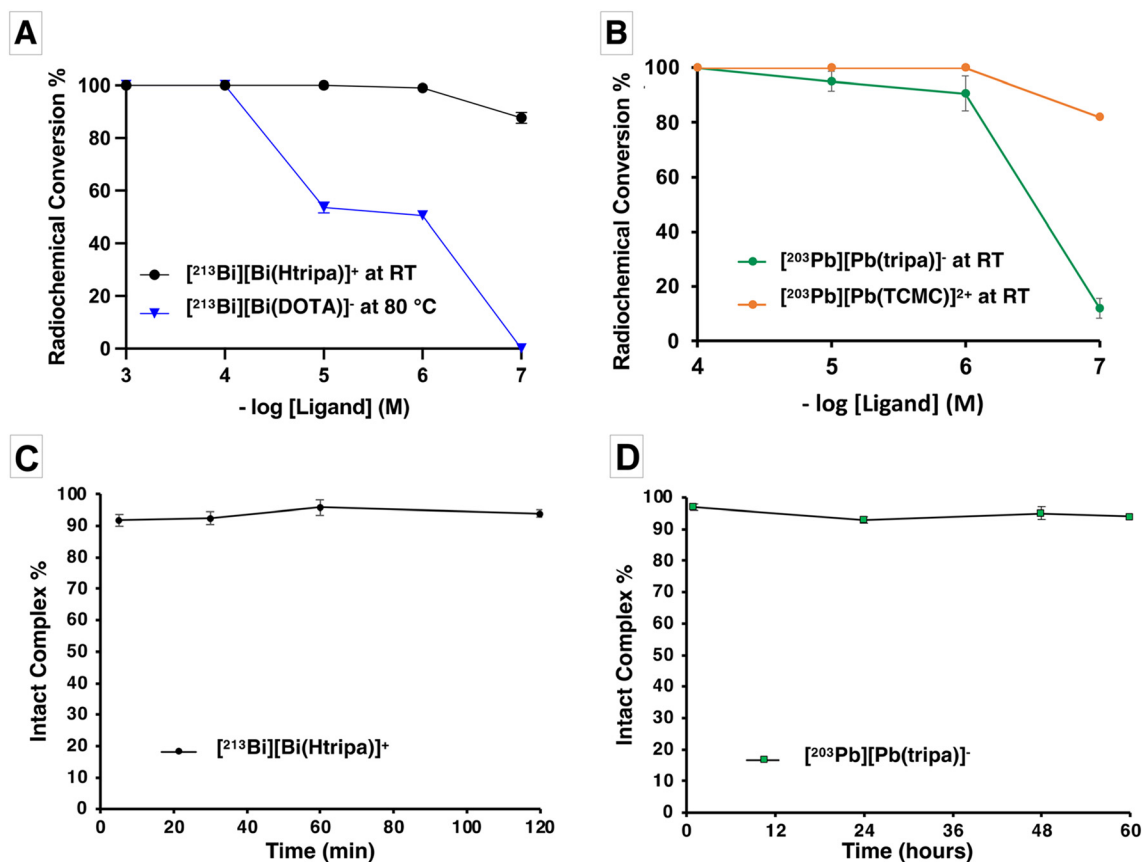 A
Radiochemical Conversion %
100
80
60
40
20
0
[²¹³Bi][Bi(Htripa)]⁺ at RT
[²¹³Bi][Bi(DOTA)]⁻ at 80 °C
3 4 5 6 7
- log [Ligand] (M)
B
Radiochemical Conversion %
100
80
60
40
20
0
[²⁰³Pb][Pb(tripa)]⁻ at RT
[²⁰³Pb][Pb(TCMC)]²⁺ at RT
4 5 6 7
- log [Ligand] (M)
C
Intact Complex %
100
90
80
70
60
50
40
30
20
10
0
[²¹³Bi][Bi(Htripa)]⁺
0 20 40 60 80 100 120
Time (min)
D
Intact Complex %
100
90
80
70
60
50
40
30
20
10
0
[²⁰³Pb][Pb(tripa)]⁻
0 12 24 36 48 60
Time (hours)